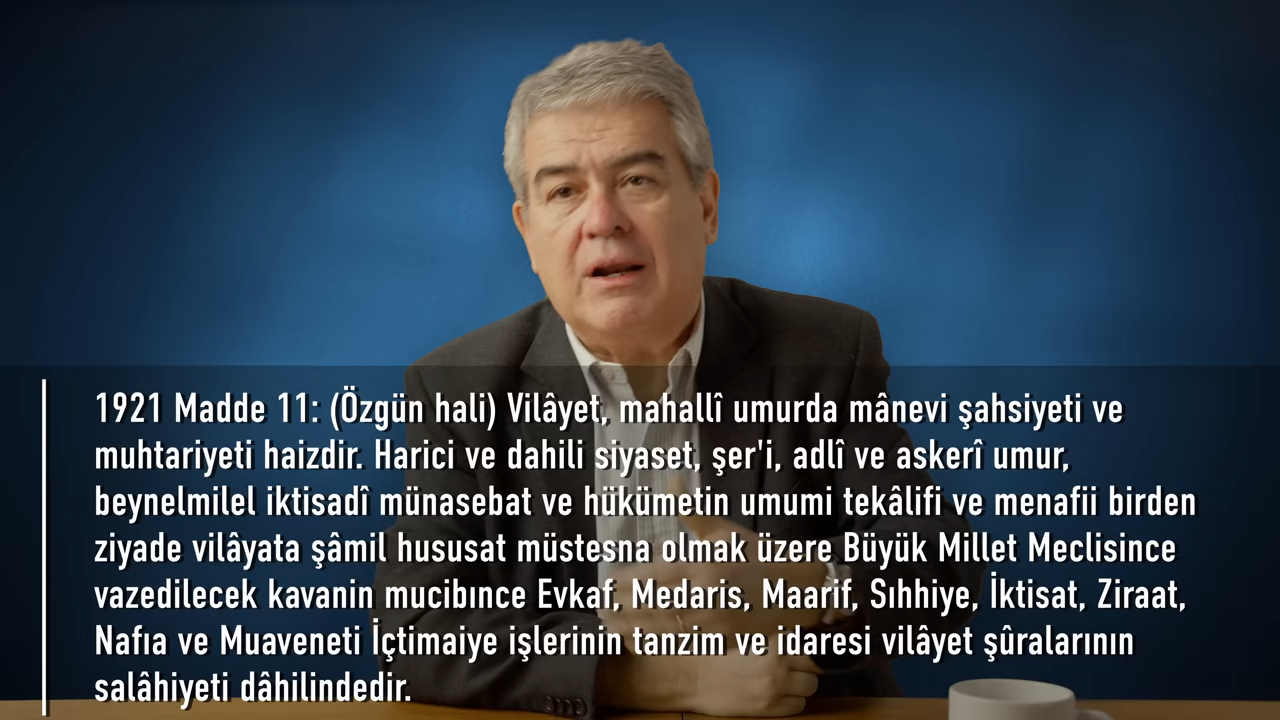 1921 Madde 11: (Özgün hali) Vilâyet, mahallî umurda mânevi şahsiyeti ve
muhtariyeti haizdir. Harici ve dahili siyaset, şer'i, adlî ve askerî umur,
beynelmilel iktisadî münasebat ve hükümetin umumi tekâlifi ve menafii birden
ziyade vilâyata şâmil hususat müstesna olmak üzere Büyük Millet Meclisince
vazedilecek kavanin mucibınce Evkaf, Medaris, Maarif, Sıhhiye, İktisat, Ziraat,
Nafıa ve Muaveneti İçtimaiye işlerinin tanzim ve idaresi vilâyet şûralarının
salâhiyeti dâhilindedir.